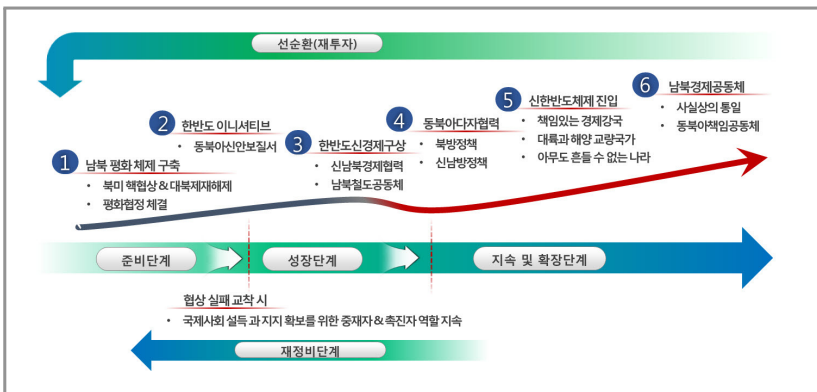 선순환(재투자)
1 남북 평화 체제 구축
• 북미 핵협상 & 대북제재해제
• 평화협정 체결
2 한반도 이니셔티브
• 동북아신안보질서
3 한반도신경제구상
• 신남북경제협력
• 남북철도공동체
4 동북아다자협력
• 북방정책
• 신남방정책
5 신한반도체제 진입
• 책임있는 경제강국
• 대륙과 해양 교량국가
• 아무도 흔들 수 없는 나라
6 남북경제공동체
• 사실상의 통일
• 동북아책임공동체
준비단계
성장단계
지속 및 확장단계
협상 실패 교착 시
• 국제사회 설득 과 지지 확보를 위한 중재자 & 촉진자 역할 지속
재정비단계